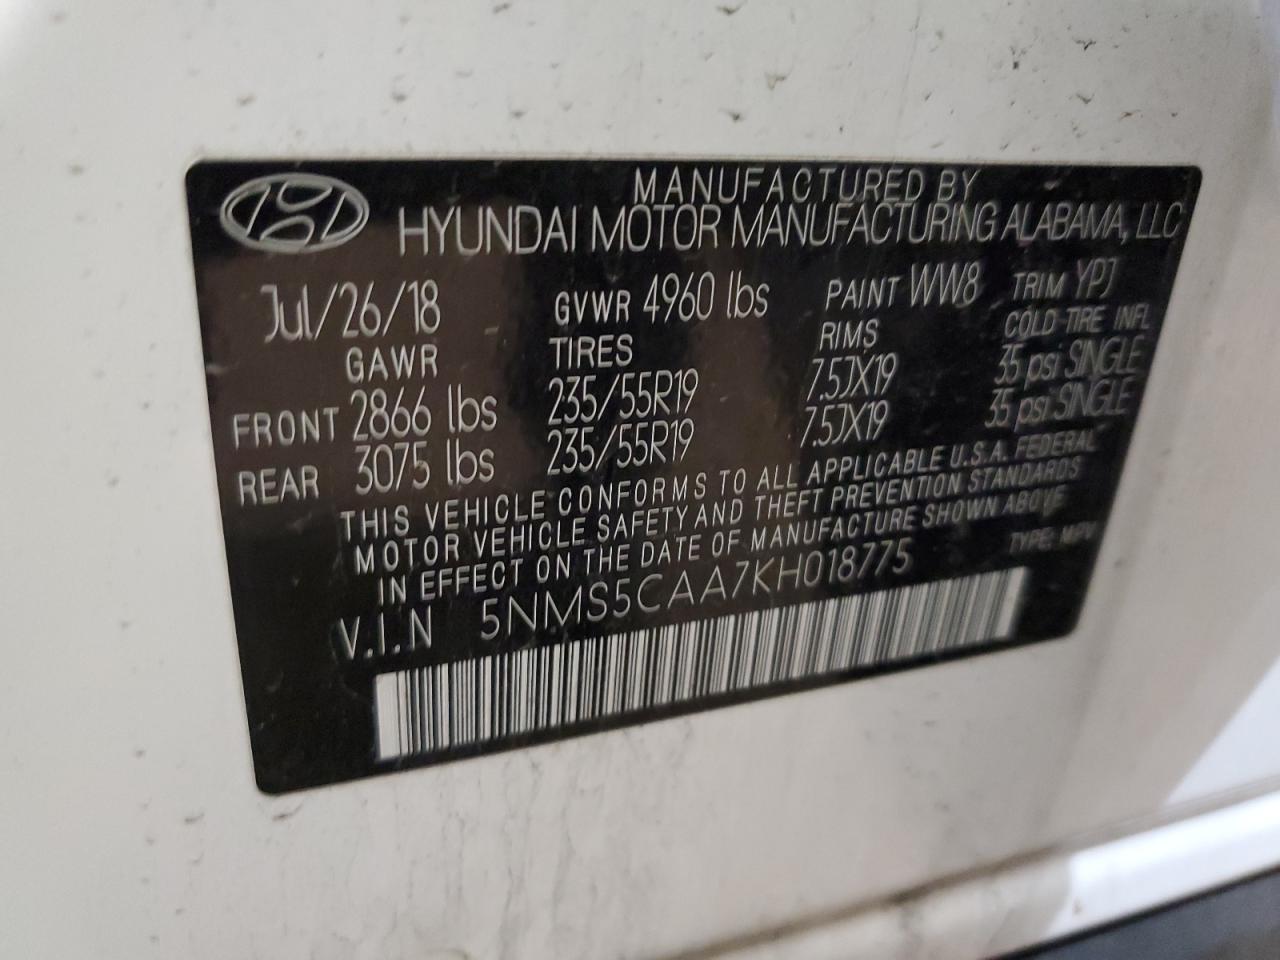 MANUFACTURED BY
HYUNDAI MOTOR MANUFACTURING ALABAMA, LLC
Jul/26/18 GVWR 4960 lbs PAINT WW8 TRIM YPJ
GAWR TIRES RIMS COLD TIRE INFL
FRONT 2866 lbs 235/55R19 7.5JX19 35 psi SINGLE
REAR 3075 lbs 235/55R19 7.5JX19 35 psi SINGLE
THIS VEHICLE CONFORMS TO ALL APPLICABLE U.S.A. FEDERAL
MOTOR VEHICLE SAFETY AND THEFT PREVENTION STANDARDS
IN EFFECT ON THE DATE OF MANUFACTURE SHOWN ABOVE
V.I.N 5NMS5CAA7KH018775 TYPE: MPV